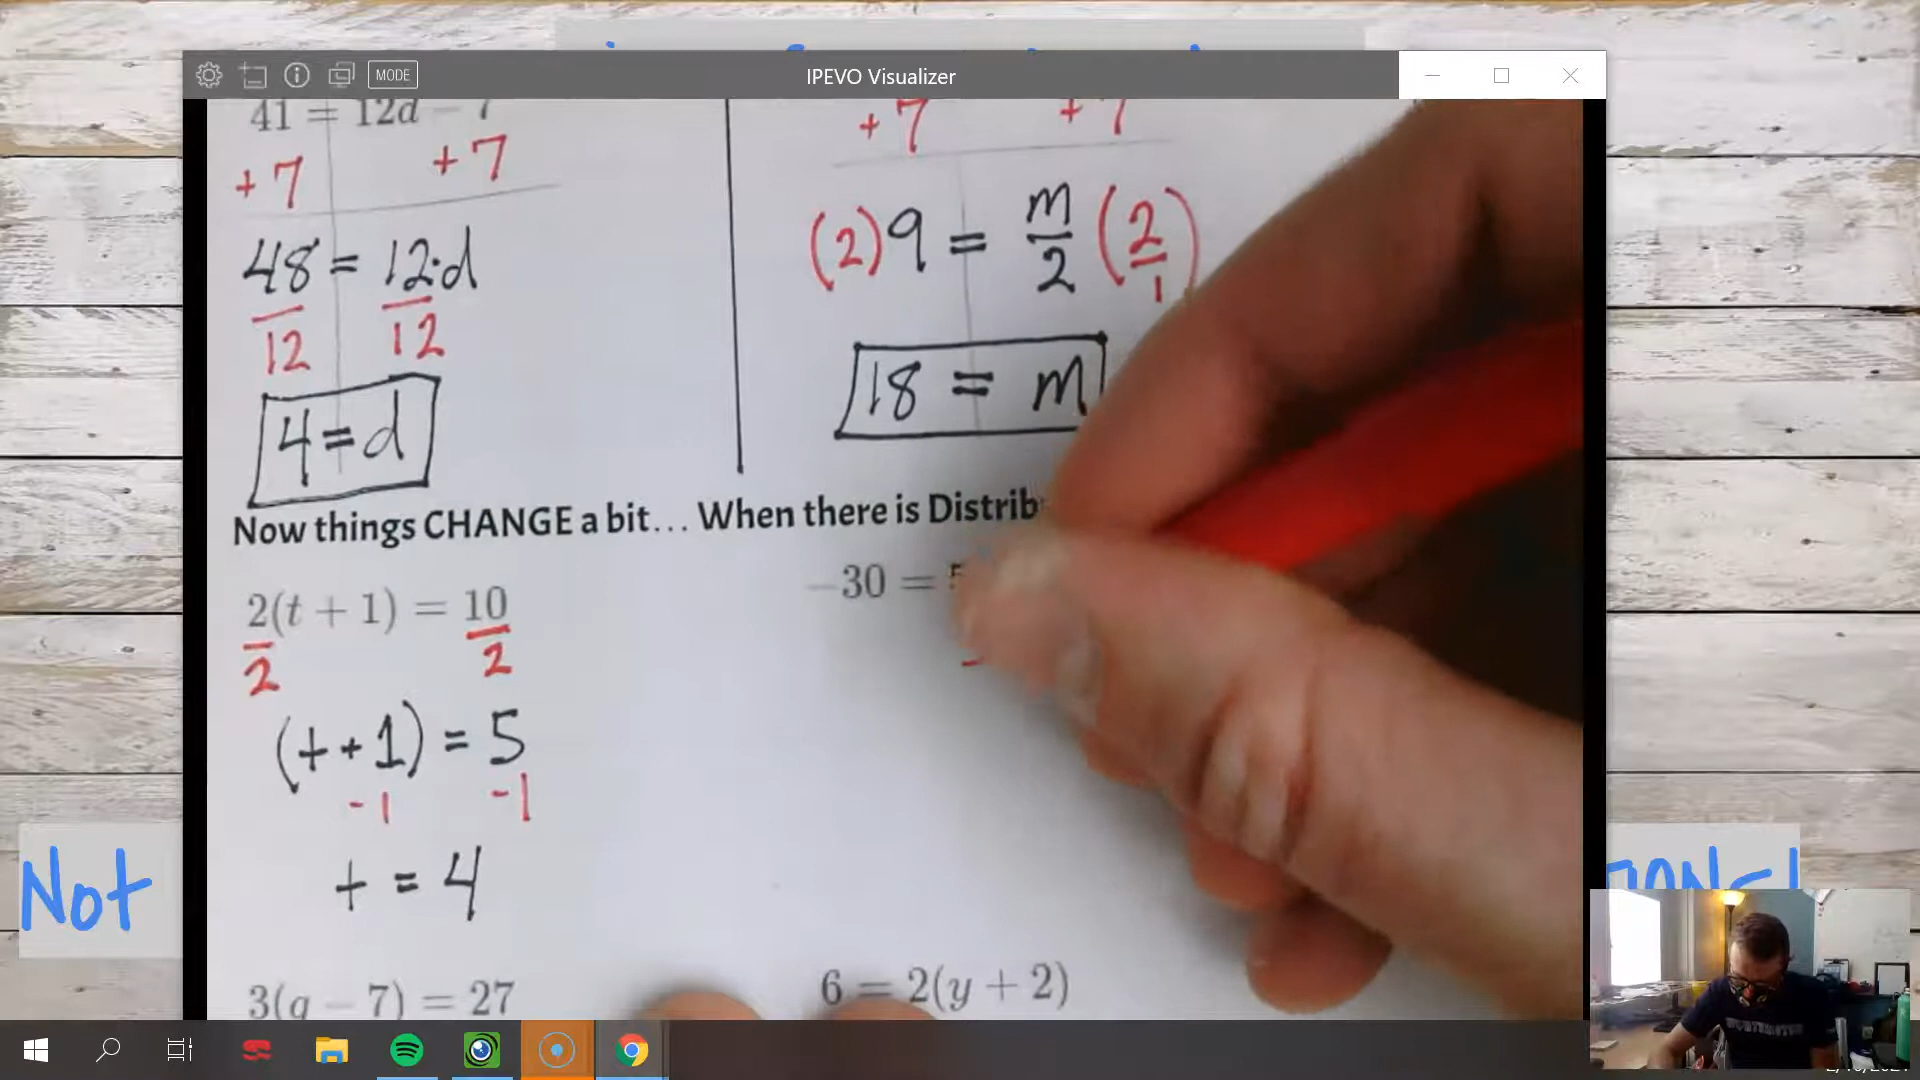 IPEVO Visualizer
MODE
41 = 12d - 7
+7 +7
48 = 12·d
12 12
4 = d
+7 +7
(2) 9 = m/2 (2/1)
18 = m
Now things CHANGE a bit... When there is
2(t + 1) = 10
2 2
(t + 1) = 5
-1 -1
t = 4
-30 =
3(q - 7) = 27
6 = 2(y + 2)
Not